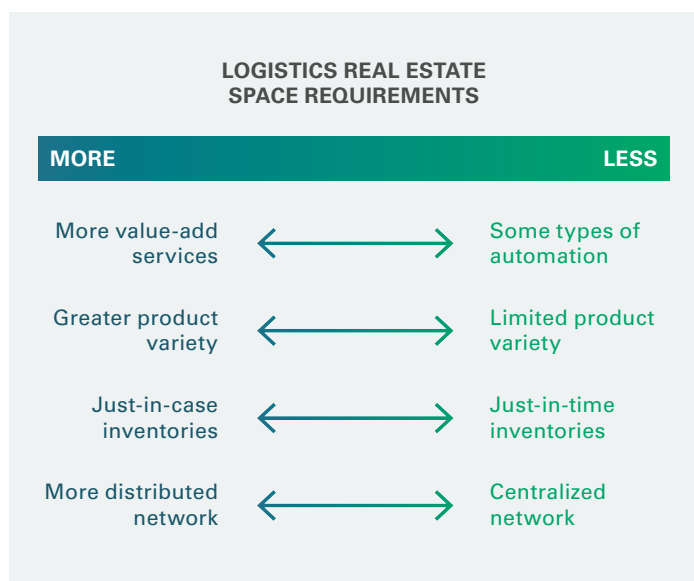 LOGISTICS REAL ESTATE
SPACE REQUIREMENTS
MORE
LESS
More value-add
services
Some types of
automation
Greater product
variety
Limited product
variety
Just-in-case
inventories
Just-in-time
inventories
More distributed
network
Centralized
network